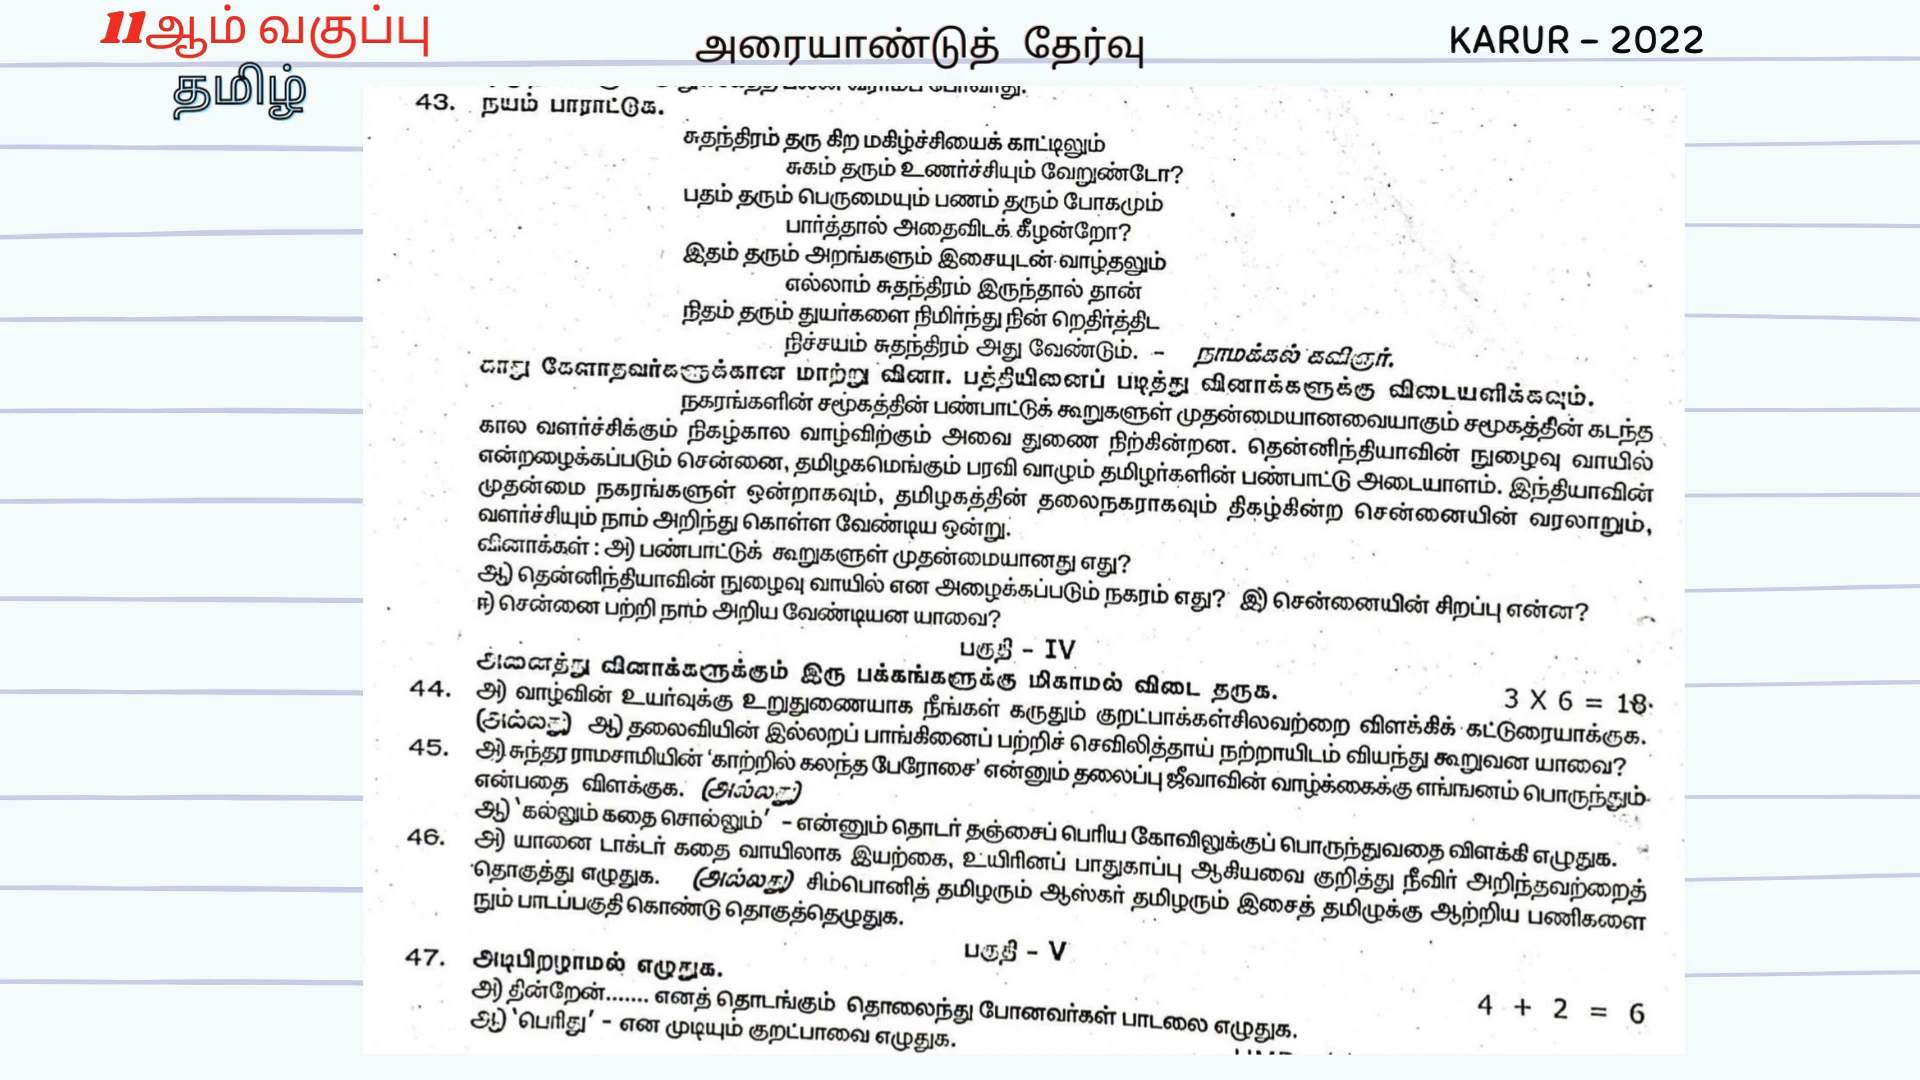 11ஆம் வகுப்பு
தமிழ்
அரையாண்டுத் தேர்வு
KARUR – 2022
43. நயம் பாராட்டுக.
சுதந்திரம் தரு கிற மகிழ்ச்சியைக் காட்டிலும்
சுகம் தரும் உணர்ச்சியும் வேறுண்டோ?
பதம் தரும் பெருமையும் பணம் தரும் போகமும்
பார்த்தால் அதைவிடக் கீழன்றோ?
இதம் தரும் அறங்களும் இசையுடன் வாழ்தலும்
எல்லாம் சுதந்திரம் இருந்தால் தான்
நிதம் தரும் துயர்களை நிமிர்ந்து நின் றெதிர்த்திட
நிச்சயம் சுதந்திரம் அது வேண்டும். – நாமக்கல் கவிஞர்.
காது கேளாதவர்களுக்கான மாற்று வினா. பத்தியினைப் படித்து வினாக்களுக்கு விடையளிக்கவும்.
நகரங்களின் சமூகத்தின் பண்பாட்டுக் கூறுகளுள் முதன்மையானவையாகும் சமூகத்தின் கடந்த
கால வளர்ச்சிக்கும் நிகழ்கால வாழ்விற்கும் அவை துணை நிற்கின்றன. தென்னிந்தியாவின் நுழைவு வாயில்
என்றழைக்கப்படும் சென்னை, தமிழகமெங்கும் பரவி வாழும் தமிழர்களின் பண்பாட்டு அடையாளம். இந்தியாவின்
முதன்மை நகரங்களுள் ஒன்றாகவும், தமிழகத்தின் தலைநகராகவும் திகழ்கின்ற சென்னையின் வரலாறும்,
வளர்ச்சியும் நாம் அறிந்து கொள்ள வேண்டிய ஒன்று.
வினாக்கள் : அ) பண்பாட்டுக் கூறுகளுள் முதன்மையானது எது?
ஆ) தென்னிந்தியாவின் நுழைவு வாயில் என அழைக்கப்படும் நகரம் எது? இ) சென்னையின் சிறப்பு என்ன?
ஈ) சென்னை பற்றி நாம் அறிய வேண்டியன யாவை?
பகுதி – IV
அனைத்து வினாக்களுக்கும் இரு பக்கங்களுக்கு மிகாமல் விடை தருக. 3 X 6 = 18
44. அ) வாழ்வின் உயர்வுக்கு உறுதுணையாக நீங்கள் கருதும் குறட்பாக்கள்சிலவற்றை விளக்கிக் கட்டுரையாக்குக.
(அல்லது) ஆ) தலைவியின் இல்லறப் பாங்கினைப் பற்றிச் செவிலித்தாய் நற்றாயிடம் வியந்து கூறுவன யாவை?
45. அ) சுந்தர ராமசாமியின் ‘காற்றில் கலந்த பேரோசை’ என்னும் தலைப்பு ஜீவாவின் வாழ்க்கைக்கு எங்ஙனம் பொருந்தும்
என்பதை விளக்குக. (அல்லது)
ஆ) ‘கல்லும் கதை சொல்லும்’ – என்னும் தொடர் தஞ்சைப் பெரிய கோவிலுக்குப் பொருந்துவதை விளக்கி எழுதுக.
46. அ) யானை டாக்டர் கதை வாயிலாக இயற்கை, உயிரினப் பாதுகாப்பு ஆகியவை குறித்து நீவிர் அறிந்தவற்றைத்
தொகுத்து எழுதுக. (அல்லது) சிம்பொனித் தமிழரும் ஆஸ்கர் தமிழரும் இசைத் தமிழுக்கு ஆற்றிய பணிகளை
நும் பாடப்பகுதி கொண்டு தொகுத்தெழுதுக.
பகுதி – V
47. அடிபிறழாமல் எழுதுக. 4 + 2 = 6
அ) தின்றேன்....... எனத் தொடங்கும் தொலைந்து போனவர்கள் பாடலை எழுதுக.
ஆ) ‘பெரிது’ – என முடியும் குறட்பாவை எழுதுக.